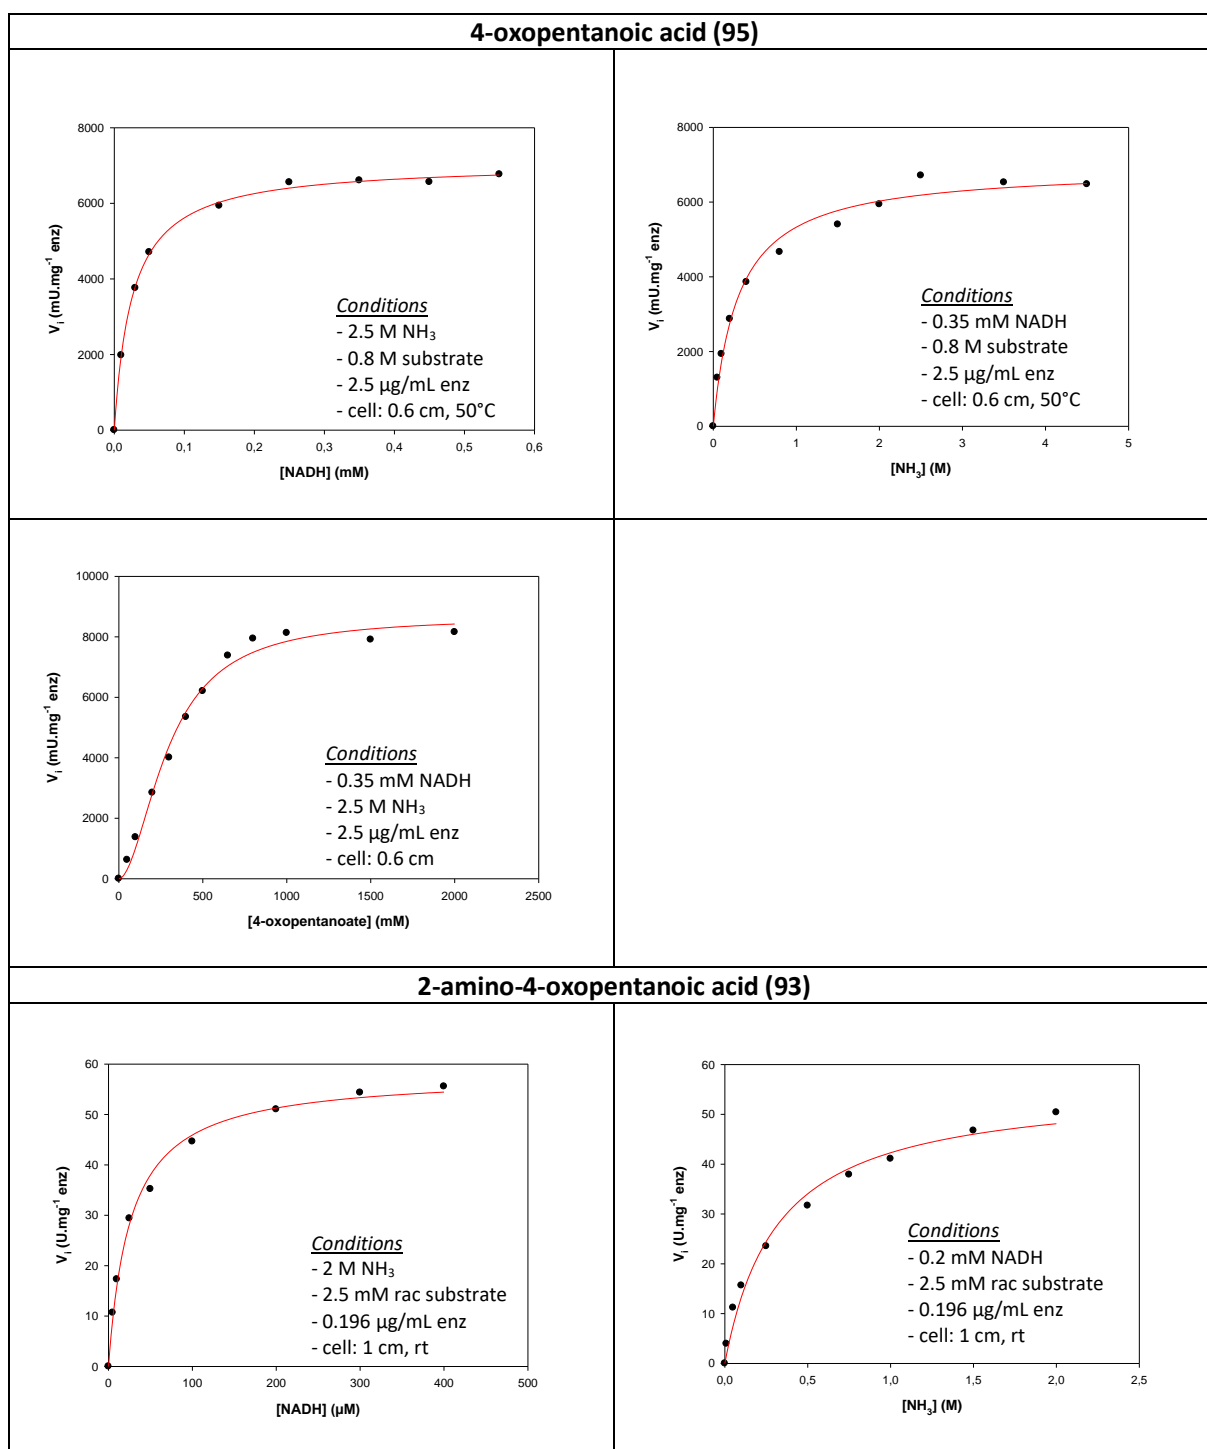 4-oxopentanoic acid (95)
8000
6000
4000
2000
0
V_i (mU.mg⁻¹ enz)
0,0 0,1 0,2 0,3 0,4 0,5 0,6
[NADH] (mM)
Conditions
- 2.5 M NH₃
- 0.8 M substrate
- 2.5 µg/mL enz
- cell: 0.6 cm, 50°C
8000
6000
4000
2000
0
V_i (mU.mg⁻¹ enz)
0 1 2 3 4 5
[NH₃] (M)
Conditions
- 0.35 mM NADH
- 0.8 M substrate
- 2.5 µg/mL enz
- cell: 0.6 cm, 50°C
10000
8000
6000
4000
2000
0
V_i (mU.mg⁻¹ enz)
0 500 1000 1500 2000 2500
[4-oxopentanoate] (mM)
Conditions
- 0.35 mM NADH
- 2.5 M NH₃
- 2.5 µg/mL enz
- cell: 0.6 cm
2-amino-4-oxopentanoic acid (93)
60
50
40
30
20
10
0
V_i (U.mg⁻¹ enz)
0 100 200 300 400 500
[NADH] (µM)
Conditions
- 2 M NH₃
- 2.5 mM rac substrate
- 0.196 µg/mL enz
- cell: 1 cm, rt
60
50
40
30
20
10
0
V_i (U.mg⁻¹ enz)
0,0 0,5 1,0 1,5 2,0 2,5
[NH₃] (M)
Conditions
- 0.2 mM NADH
- 2.5 mM rac substrate
- 0.196 µg/mL enz
- cell: 1 cm, rt